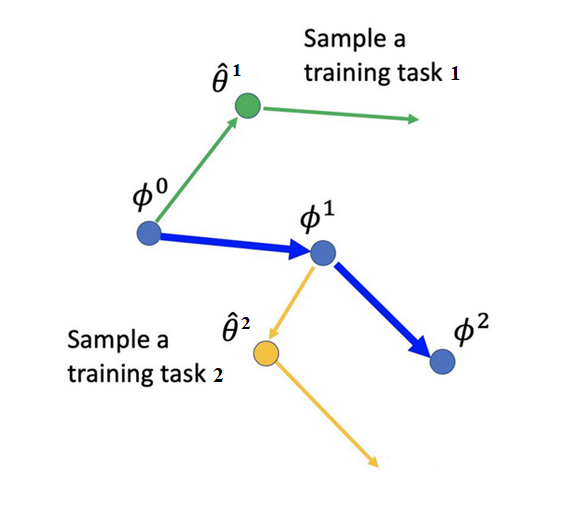 Sample a
training task 1
θ̂¹
ϕ⁰
ϕ¹
Sample a
training task 2
θ̂²
ϕ²